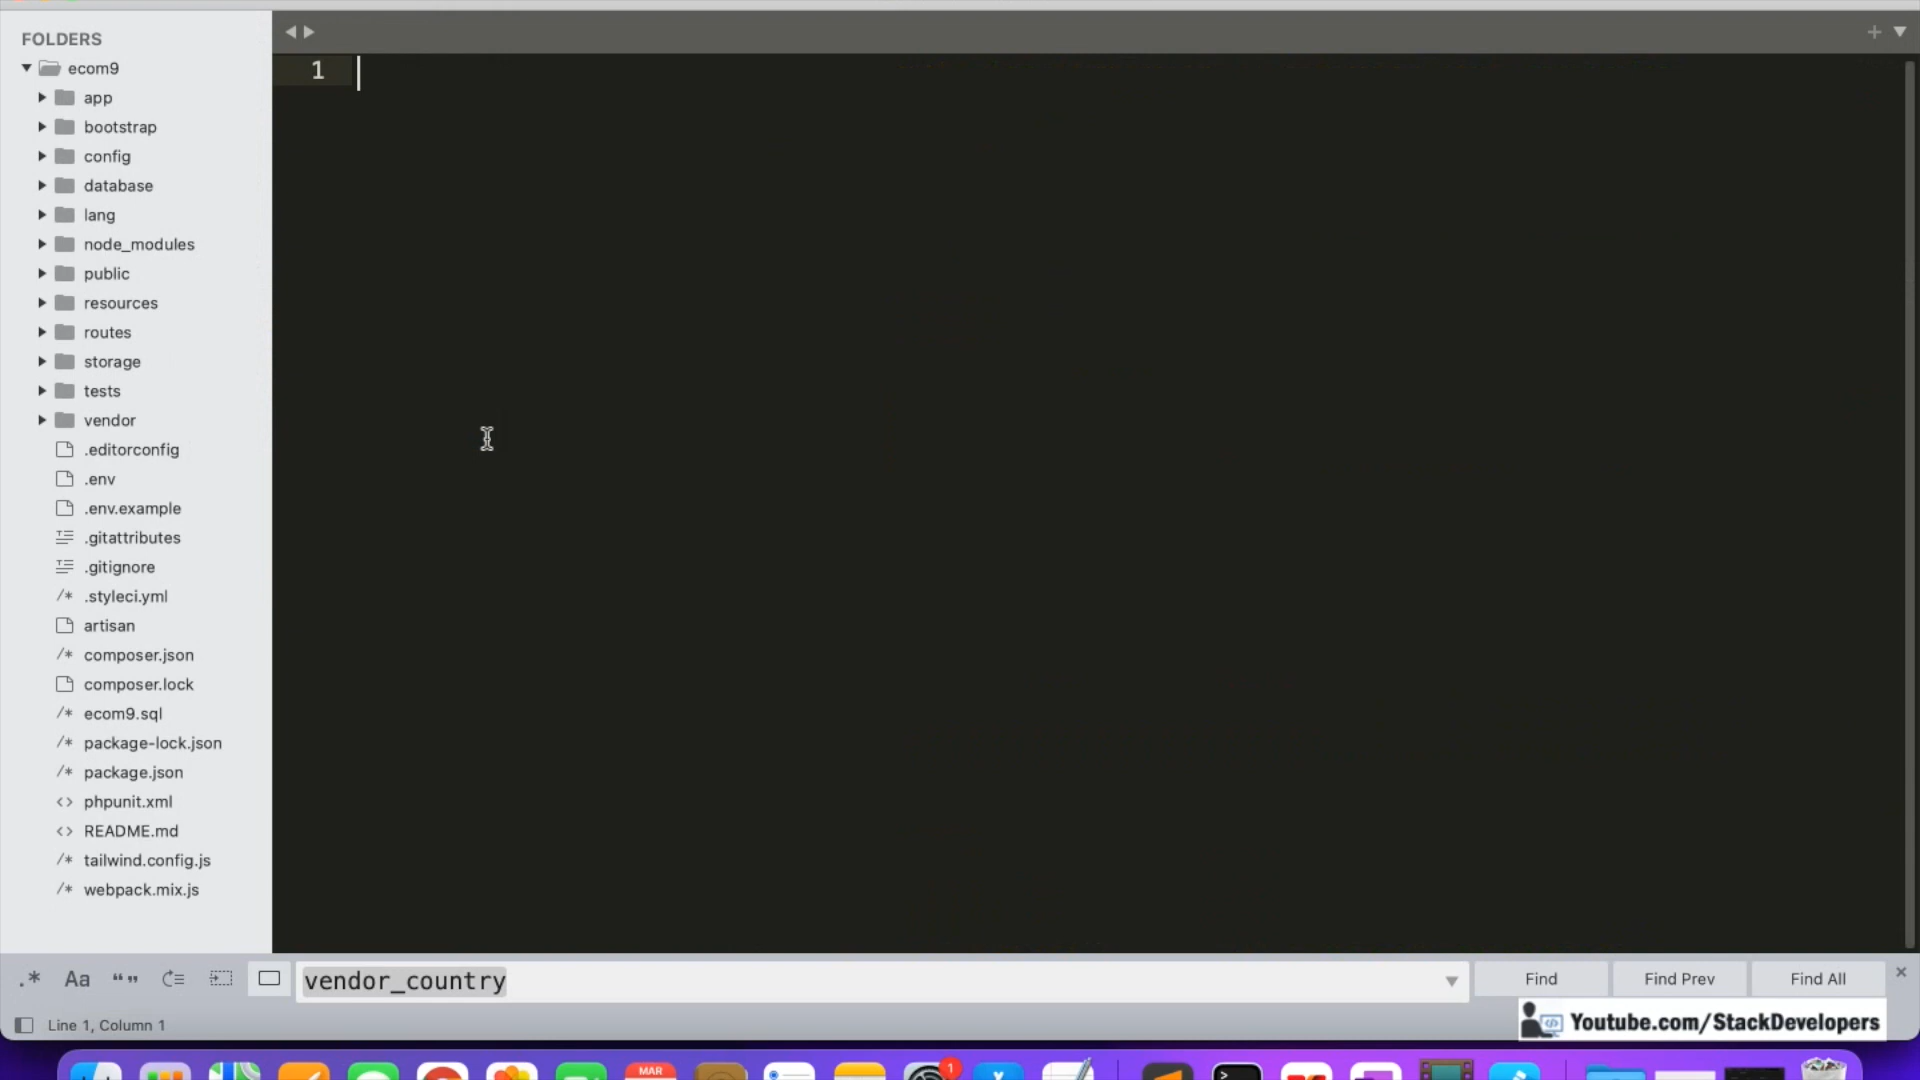 FOLDERS
ecom9
app
bootstrap
config
database
lang
node_modules
public
resources
routes
storage
tests
vendor
.editorconfig
.env
.env.example
.gitattributes
.gitignore
/* .styleci.yml
artisan
/* composer.json
composer.lock
/* ecom9.sql
/* package-lock.json
/* package.json
<> phpunit.xml
<> README.md
/* tailwind.config.js
/* webpack.mix.js
1
.* Aa “” vendor_country Find Find Prev Find All
Line 1, Column 1
Youtube.com/StackDevelopers
MAR
1